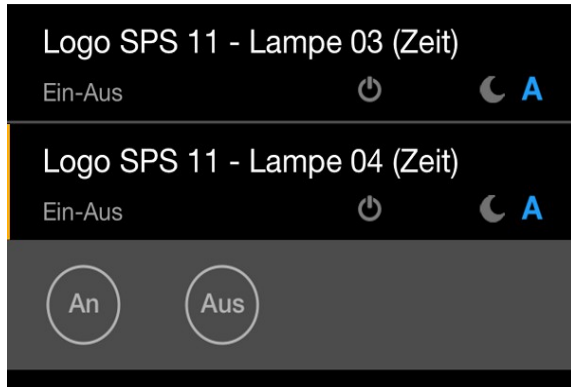 Logo SPS 11 - Lampe 03 (Zeit)
Ein-Aus A
Logo SPS 11 - Lampe 04 (Zeit)
Ein-Aus A
An Aus